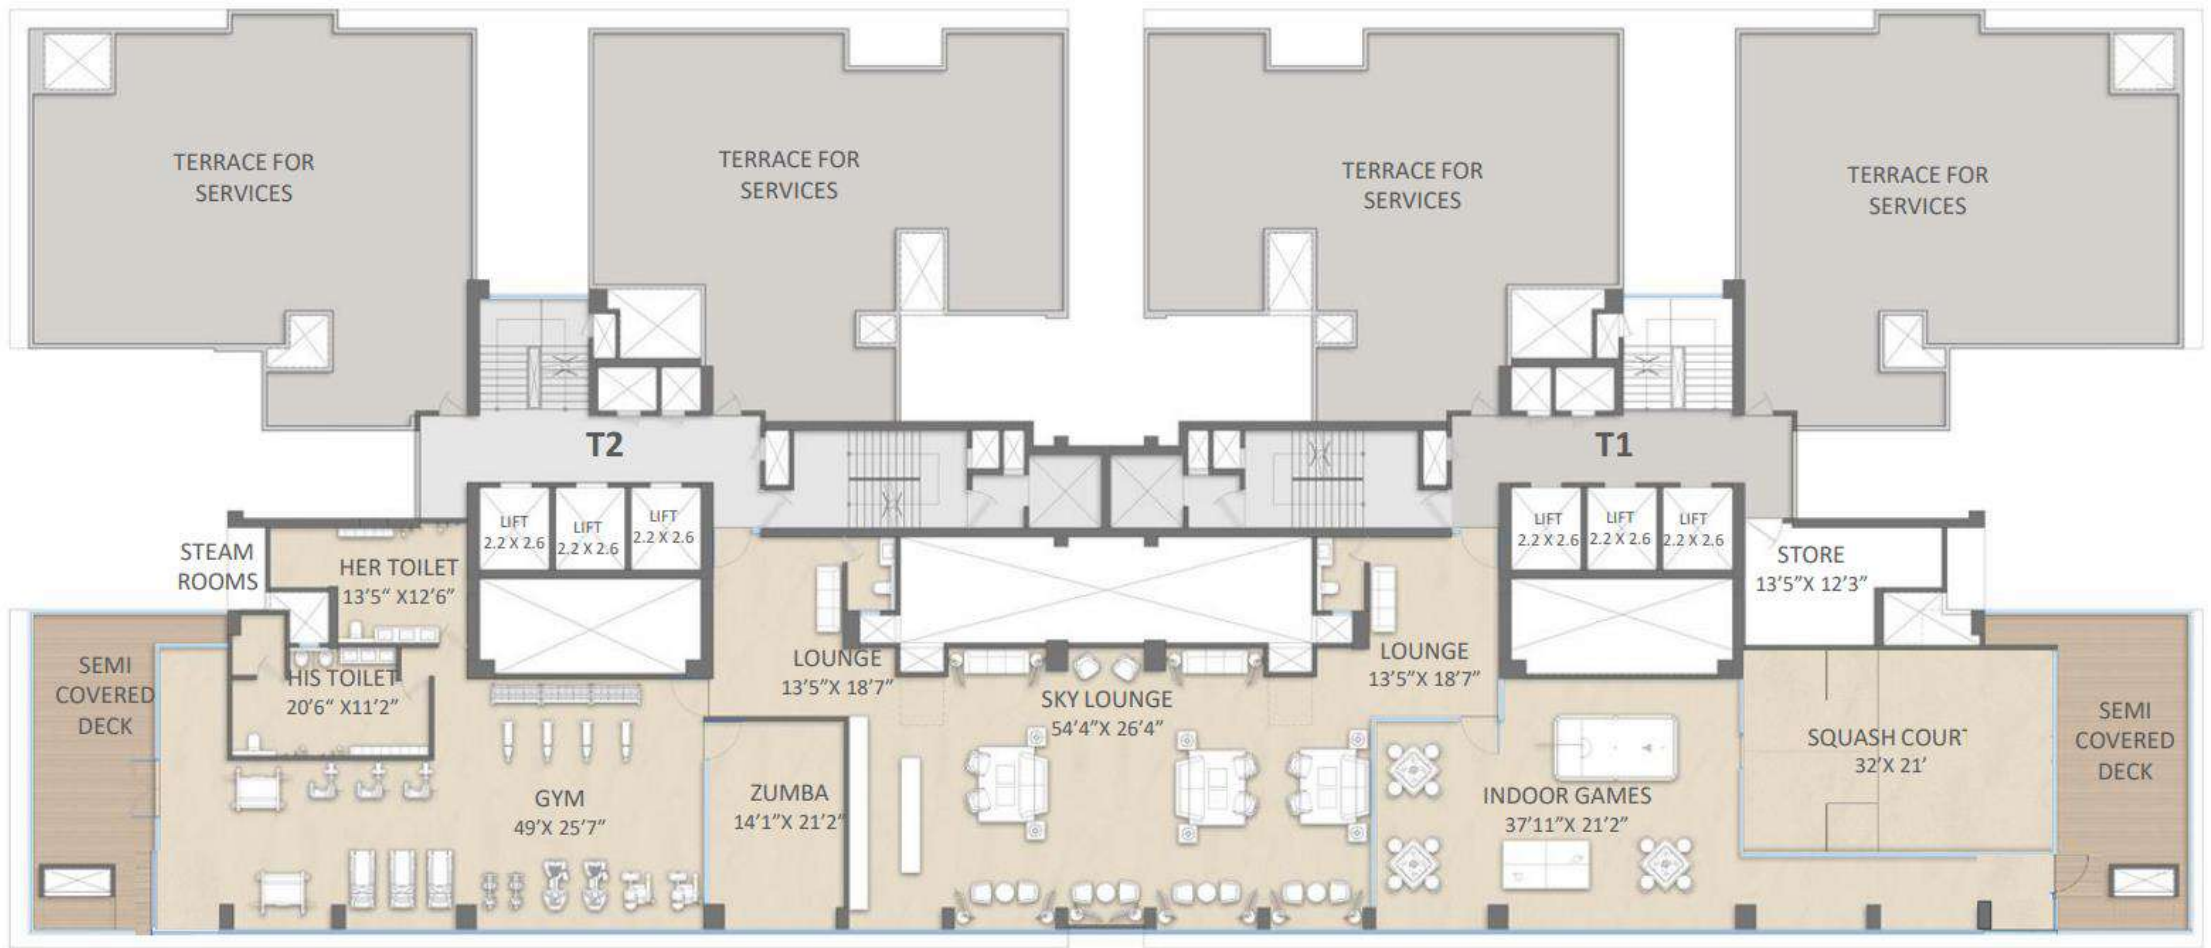 TERRACE FOR
SERVICES
TERRACE FOR
SERVICES
TERRACE FOR
SERVICES
TERRACE FOR
SERVICES
T2
T1
LIFT
2.2 X 2.6
LIFT
2.2 X 2.6
LIFT
2.2 X 2.6
LIFT
2.2 X 2.6
LIFT
2.2 X 2.6
LIFT
2.2 X 2.6
STEAM
ROOMS
HER TOILET
13’5“ X12’6”
STORE
13’5”X 12’3”
SEMI
COVERED
DECK
HIS TOILET
20’6“ X11’2”
LOUNGE
13’5”X 18’7”
SKY LOUNGE
54’4”X 26’4”
LOUNGE
13’5”X 18’7”
GYM
49’X 25’7”
ZUMBA
14’1”X 21’2”
INDOOR GAMES
37’11”X 21’2”
SQUASH COURT
32’X 21’
SEMI
COVERED
DECK